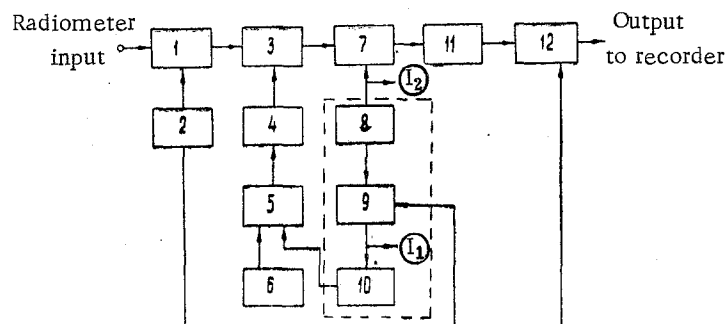 Radiometer
input
1
3
7
11
12
Output
to recorder
I₂
2
4
8
5
9
I₁
6
10